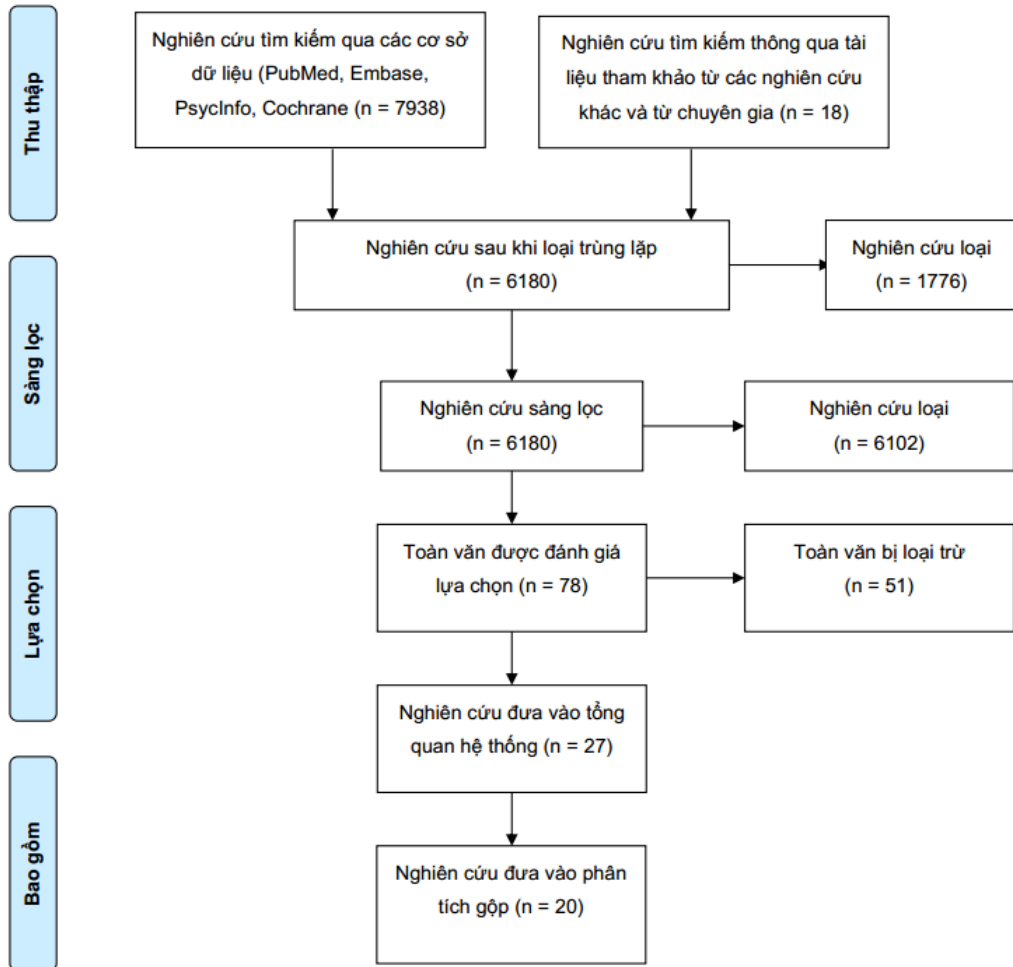 Thu thập
Nghiên cứu tìm kiếm qua các cơ sở
dữ liệu (PubMed, Embase,
PsycInfo, Cochrane (n = 7938)
Nghiên cứu tìm kiếm thông qua tài
liệu tham khảo từ các nghiên cứu
khác và từ chuyên gia (n = 18)
Sàng lọc
Nghiên cứu sau khi loại trùng lặp
(n = 6180)
Nghiên cứu loại
(n = 1776)
Nghiên cứu sàng lọc
(n = 6180)
Nghiên cứu loại
(n = 6102)
Lựa chọn
Toàn văn được đánh giá
lựa chọn (n = 78)
Toàn văn bị loại trừ
(n = 51)
Nghiên cứu đưa vào tổng
quan hệ thống (n = 27)
Bao gồm
Nghiên cứu đưa vào phân
tích gộp (n = 20)